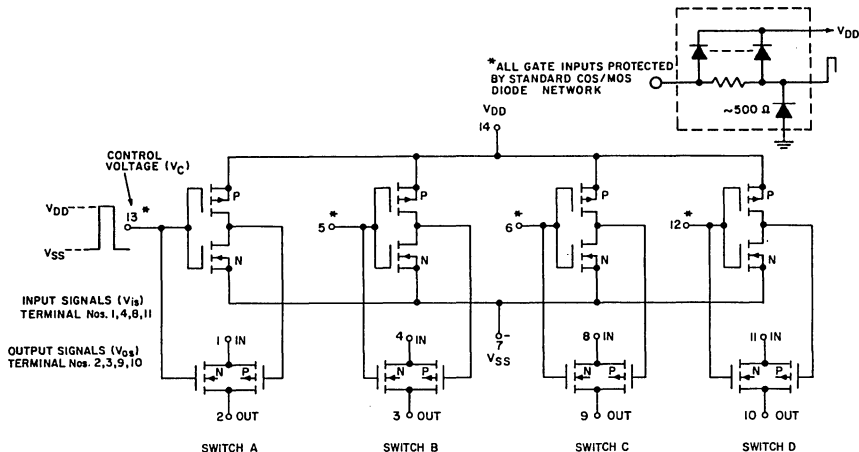 VDD
*ALL GATE INPUTS PROTECTED
BY STANDARD COS/MOS
DIODE NETWORK
~500 Ω
VDD
14
CONTROL
VOLTAGE (VC)
VDD
13 *
VSS
P
N
5
*
P
N
6
*
P
N
12
*
P
N
INPUT SIGNALS (Vis)
TERMINAL Nos. 1,4,8,11
OUTPUT SIGNALS (Vos)
TERMINAL Nos. 2,3,9,10
7
-
VSS
1 IN
4 IN
8 IN
11 IN
N P
N P
N P
N P
2 OUT
3 OUT
9 OUT
10 OUT
SWITCH A
SWITCH B
SWITCH C
SWITCH D